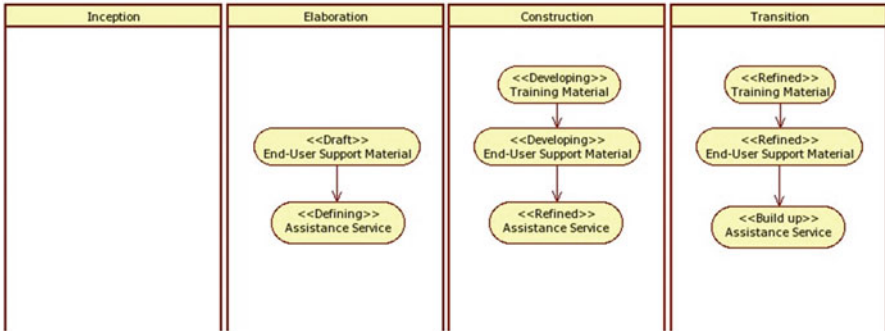 Inception
Elaboration
Construction
Transition
<<Draft>>
End-User Support Material
<<Defining>>
Assistance Service
<<Developing>>
Training Material
<<Developing>>
End-User Support Material
<<Refined>>
Assistance Service
<<Refined>>
Training Material
<<Refined>>
End-User Support Material
<<Build up>>
Assistance Service